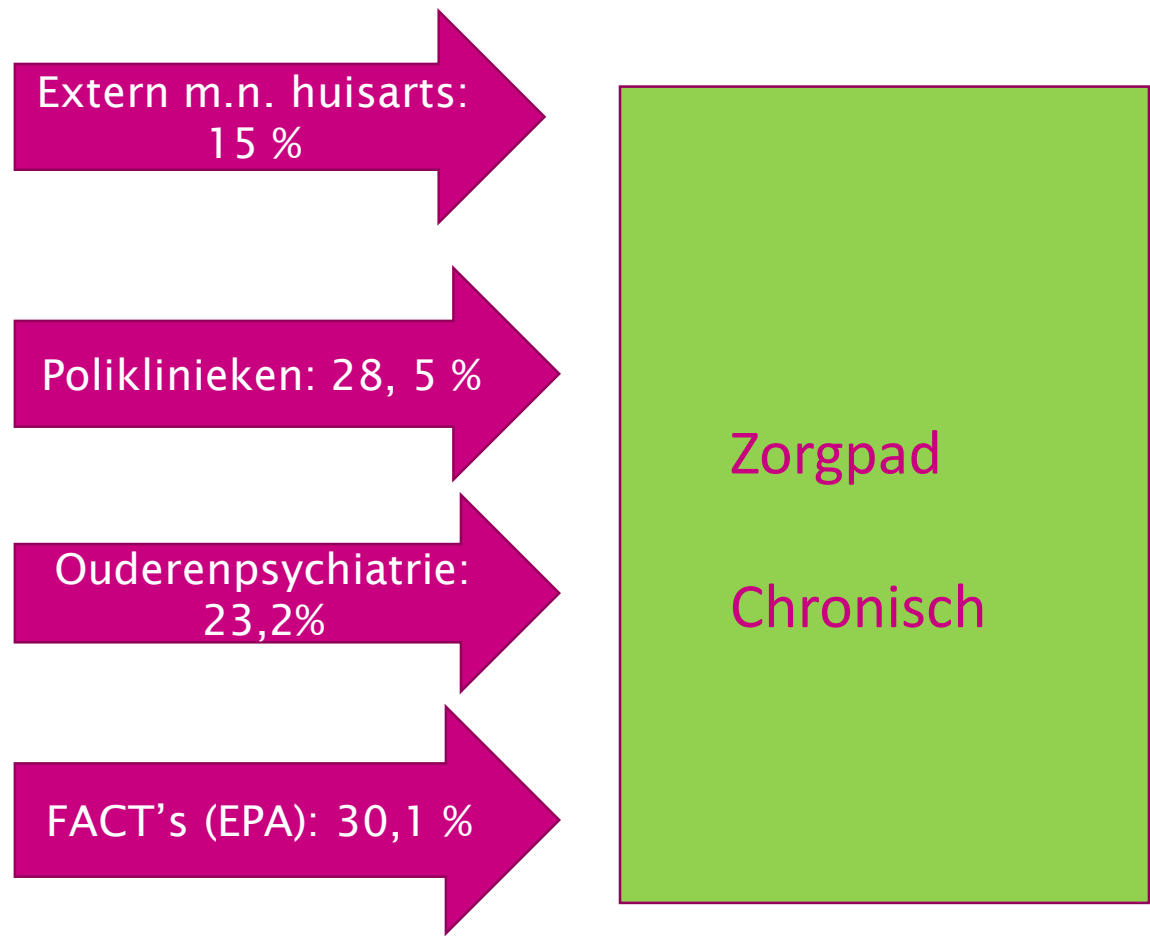 Extern m.n. huisarts:
15 %
Poliklinieken: 28, 5 %
Ouderenpsychiatrie:
23,2%
FACT’s (EPA): 30,1 %
Zorgpad
Chronisch